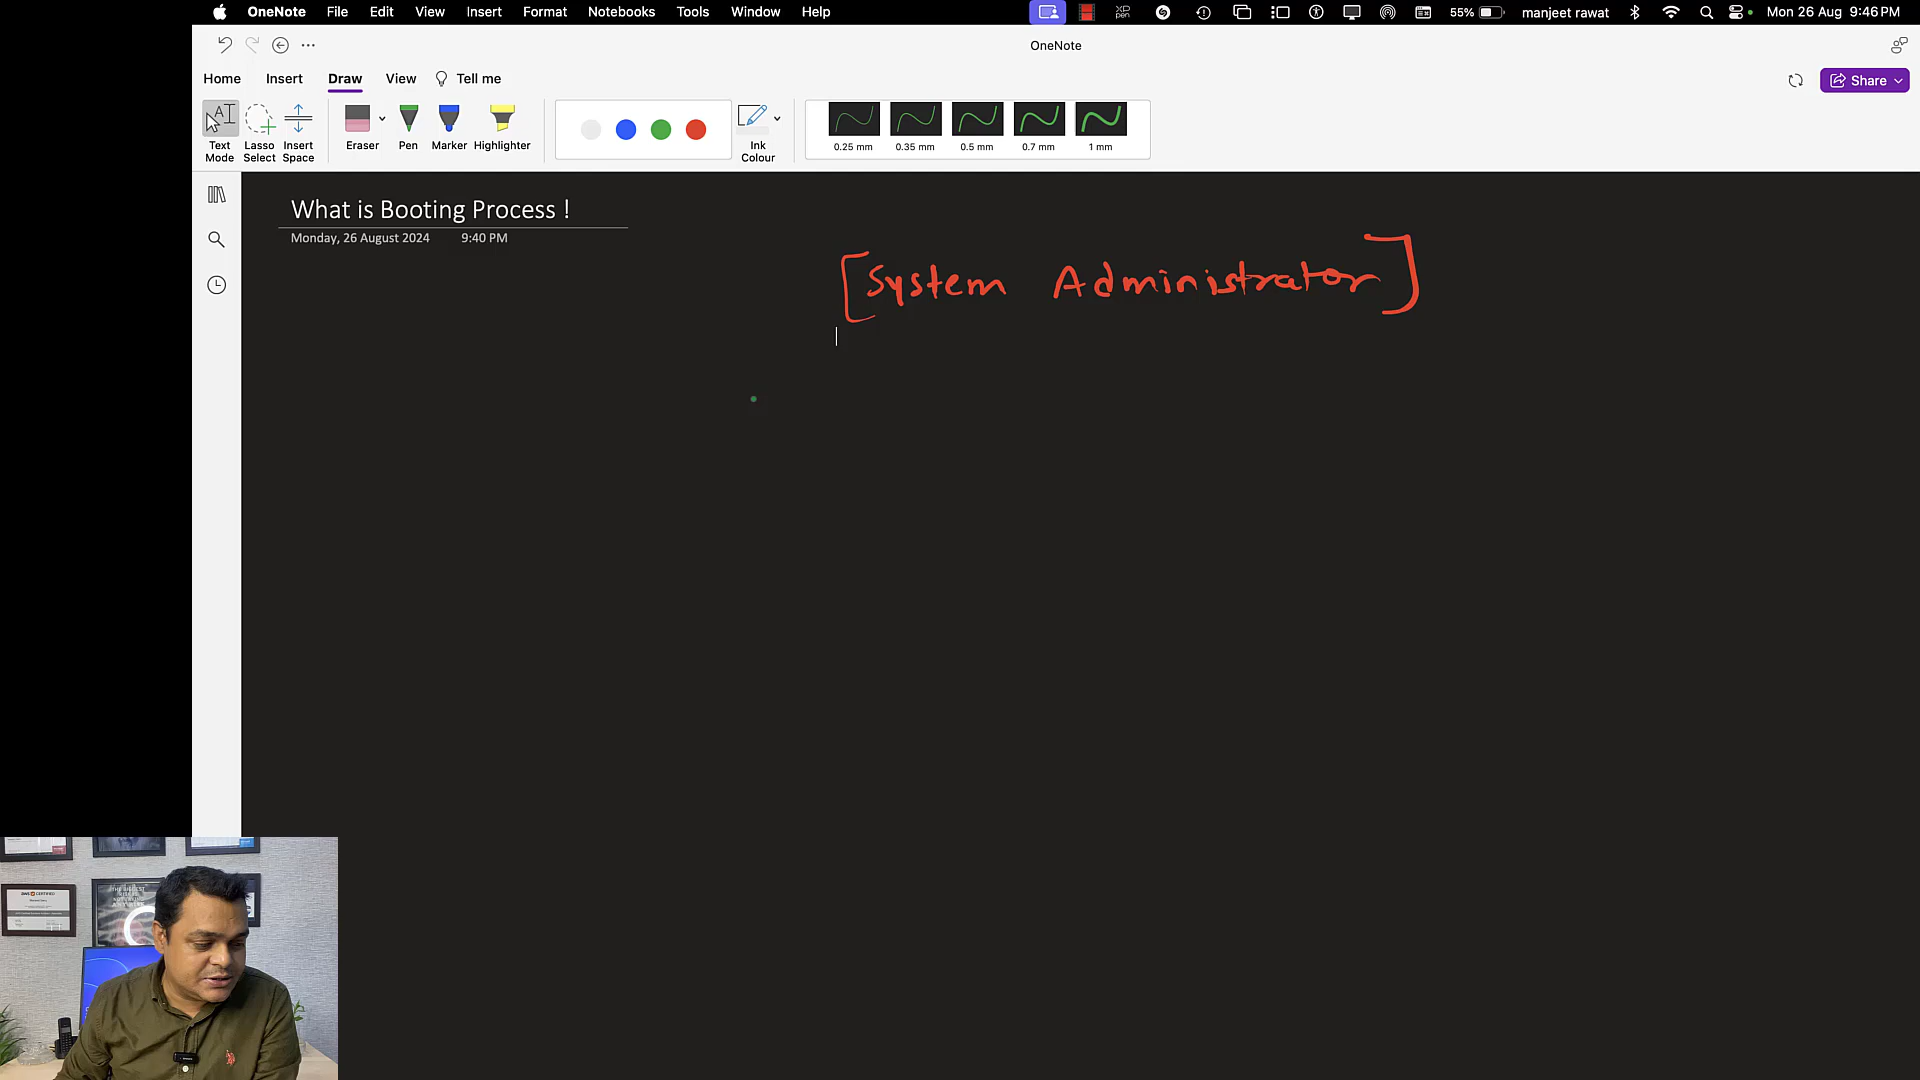 OneNote File Edit View Insert Format Notebooks Tools Window Help XP pen 55% manjeet rawat Mon 26 Aug 9:46 PM
OneNote
Home Insert Draw View Tell me Share
Text Mode Lasso Select Insert Space Eraser Pen Marker Highlighter Ink Colour 0.25 mm 0.35 mm 0.5 mm 0.7 mm 1 mm
What is Booting Process !
Monday, 26 August 2024 9:40 PM
[System Administrator]